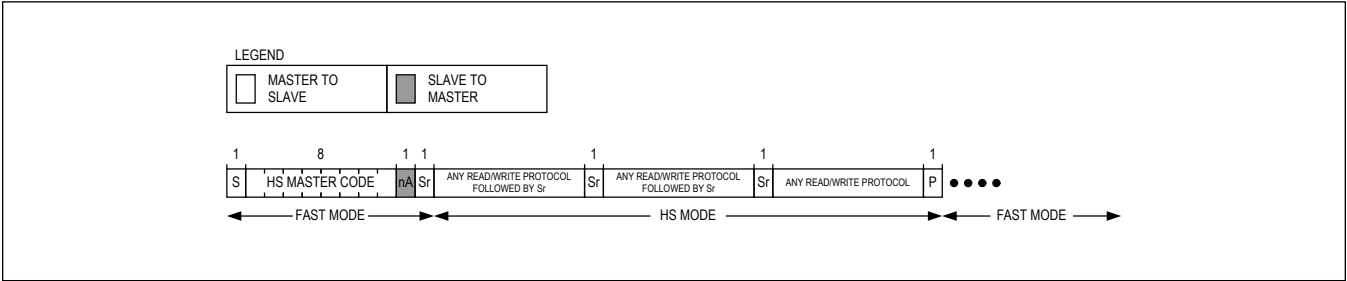 LEGEND
MASTER TO
SLAVE
SLAVE TO
MASTER
1 8 1 1 1 1 1
S HS MASTER CODE nA Sr ANY READ/WRITE PROTOCOL FOLLOWED BY Sr Sr ANY READ/WRITE PROTOCOL FOLLOWED BY Sr Sr ANY READ/WRITE PROTOCOL P
FAST MODE HS MODE FAST MODE